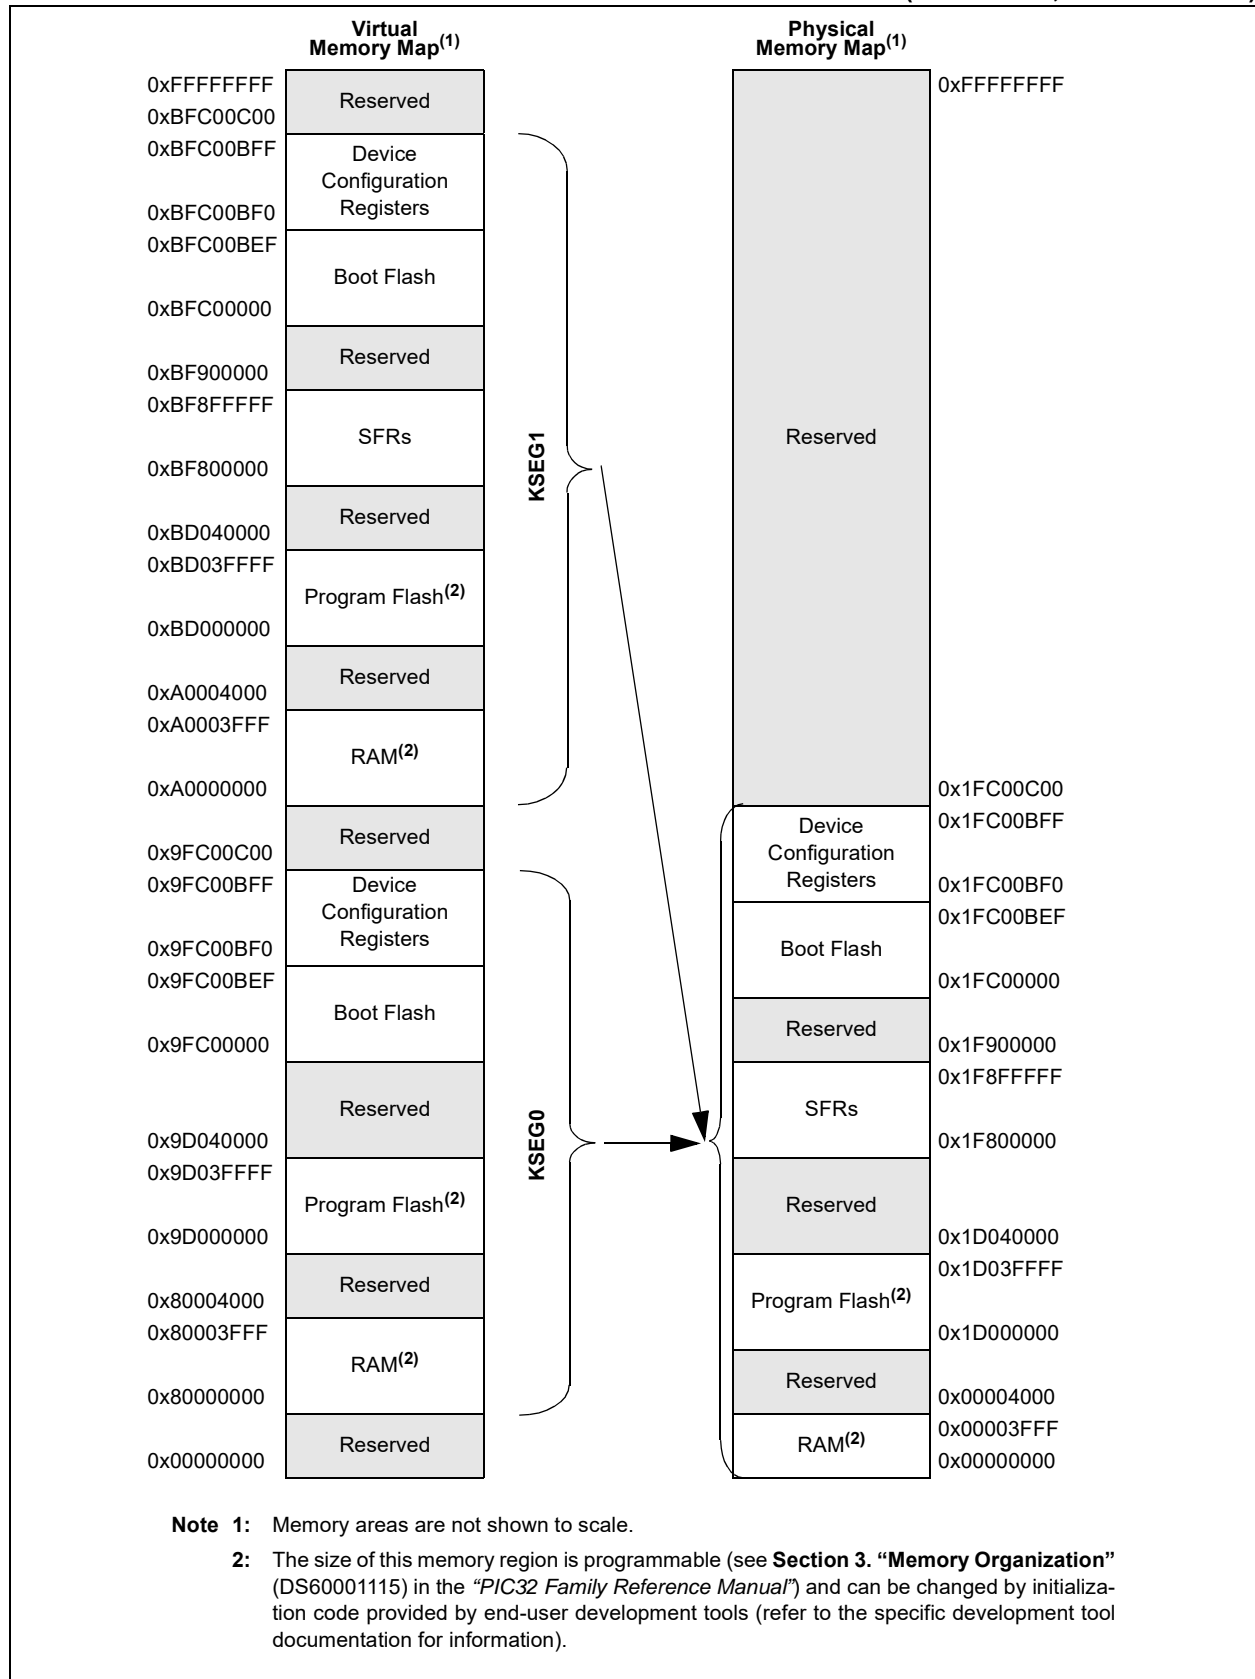 Virtual
Memory Map(1)
0xFFFFFFFF
Reserved
0xBFC00C00
0xBFC00BFF
Device
Configuration
Registers
0xBFC00BF0
0xBFC00BEF
Boot Flash
0xBFC00000
Reserved
0xBF900000
0xBF8FFFFF
SFRs
0xBF800000
Reserved
0xBD040000
0xBD03FFFF
Program Flash(2)
0xBD000000
Reserved
0xA0004000
0xA0003FFF
RAM(2)
0xA0000000
Reserved
0x9FC00C00
0x9FC00BFF
Device
Configuration
Registers
0x9FC00BF0
0x9FC00BEF
Boot Flash
0x9FC00000
Reserved
0x9D040000
0x9D03FFFF
Program Flash(2)
0x9D000000
Reserved
0x80004000
0x80003FFF
RAM(2)
0x80000000
Reserved
0x00000000
KSEG1
KSEG0
Physical
Memory Map(1)
0xFFFFFFFF
Reserved
0x1FC00C00
0x1FC00BFF
Device
Configuration
Registers
0x1FC00BF0
0x1FC00BEF
Boot Flash
0x1FC00000
Reserved
0x1F900000
0x1F8FFFFF
SFRs
0x1F800000
Reserved
0x1D040000
0x1D03FFFF
Program Flash(2)
0x1D000000
Reserved
0x00004000
0x00003FFF
RAM(2)
0x00000000
Note 1: Memory areas are not shown to scale.
2: The size of this memory region is programmable (see Section 3. “Memory Organization”
(DS60001115) in the “PIC32 Family Reference Manual”) and can be changed by initializa-
tion code provided by end-user development tools (refer to the specific development tool
documentation for information).